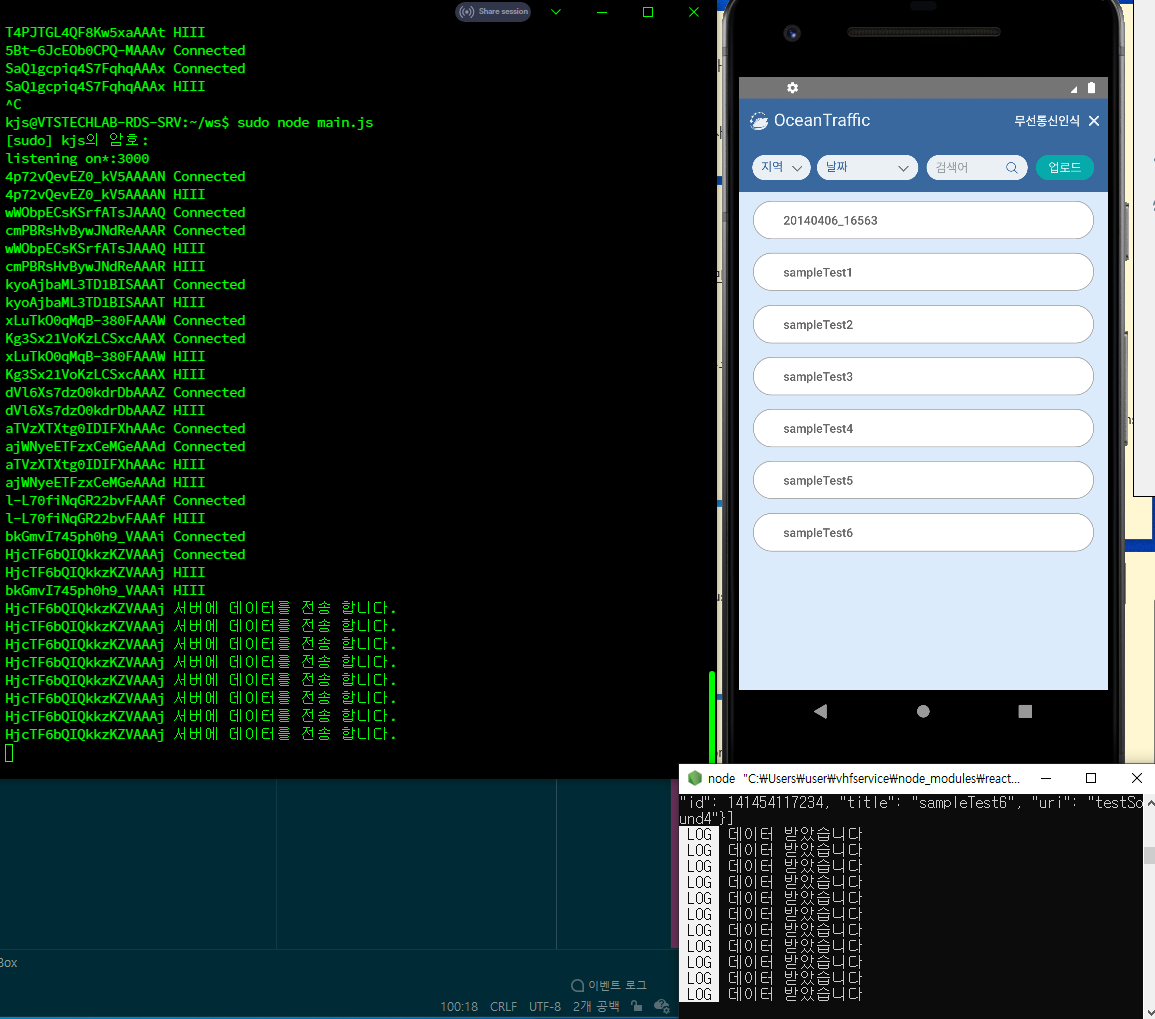 Share session
T4PJTGL4QF8Kw5xaAAAt HIII
5Bt-6JcEOb0CPQ-MAAAv Connected
SaQ1gcpiq4S7FqhqAAAx Connected
SaQ1gcpiq4S7FqhqAAAx HIII
^C
kjs@VTSTECHLAB-RDS-SRV:~/ws$ sudo node main.js
[sudo] kjs의 암호:
listening on*:3000
4p72vQevEZ0_kV5AAAAN Connected
4p72vQevEZ0_kV5AAAAN HIII
wWObpECsKSrfATsJAAAQ Connected
cmPBRsHvBywJNdReAAAR Connected
wWObpECsKSrfATsJAAAQ HIII
cmPBRsHvBywJNdReAAAR HIII
kyoAjbaML3TD1BISAAAT Connected
kyoAjbaML3TD1BISAAAT HIII
xLuTkO0qMqB-380FAAAW Connected
Kg3Sx21VoKzLCSxcAAAX Connected
xLuTkO0qMqB-380FAAAW HIII
Kg3Sx21VoKzLCSxcAAAX HIII
dVl6Xs7dzO0kdrDbAAAZ Connected
dVl6Xs7dzO0kdrDbAAAZ HIII
aTVzXTXtg0IDIFXhAAAc Connected
ajWNyeETFzxCeMGeAAAd Connected
aTVzXTXtg0IDIFXhAAAc HIII
ajWNyeETFzxCeMGeAAAd HIII
l-L70fiNqGR22bvFAAAf Connected
l-L70fiNqGR22bvFAAAf HIII
bkGmvI745ph0h9_VAAAi Connected
HjcTF6bQIQkkzKZVAAAj Connected
HjcTF6bQIQkkzKZVAAAj HIII
bkGmvI745ph0h9_VAAAi HIII
HjcTF6bQIQkkzKZVAAAj 서버에 데이터를 전송 합니다.
HjcTF6bQIQkkzKZVAAAj 서버에 데이터를 전송 합니다.
HjcTF6bQIQkkzKZVAAAj 서버에 데이터를 전송 합니다.
HjcTF6bQIQkkzKZVAAAj 서버에 데이터를 전송 합니다.
HjcTF6bQIQkkzKZVAAAj 서버에 데이터를 전송 합니다.
HjcTF6bQIQkkzKZVAAAj 서버에 데이터를 전송 합니다.
HjcTF6bQIQkkzKZVAAAj 서버에 데이터를 전송 합니다.
HjcTF6bQIQkkzKZVAAAj 서버에 데이터를 전송 합니다.
OceanTraffic 무선통신인식
지역 날짜 검색어 업로드
20140406_16563
sampleTest1
sampleTest2
sampleTest3
sampleTest4
sampleTest5
sampleTest6
node "C:₩Users₩user₩vhfservice₩node_modules₩react...
"id": 141454117234, "title": "sampleTest6", "uri": "testSo
und4"}]
LOG 데이터 받았습니다
LOG 데이터 받았습니다
LOG 데이터 받았습니다
LOG 데이터 받았습니다
LOG 데이터 받았습니다
LOG 데이터 받았습니다
LOG 데이터 받았습니다
LOG 데이터 받았습니다
LOG 데이터 받았습니다
LOG 데이터 받았습니다
LOG 데이터 받았습니다
Box
이벤트 로그
100:18 CRLF UTF-8 2개 공백